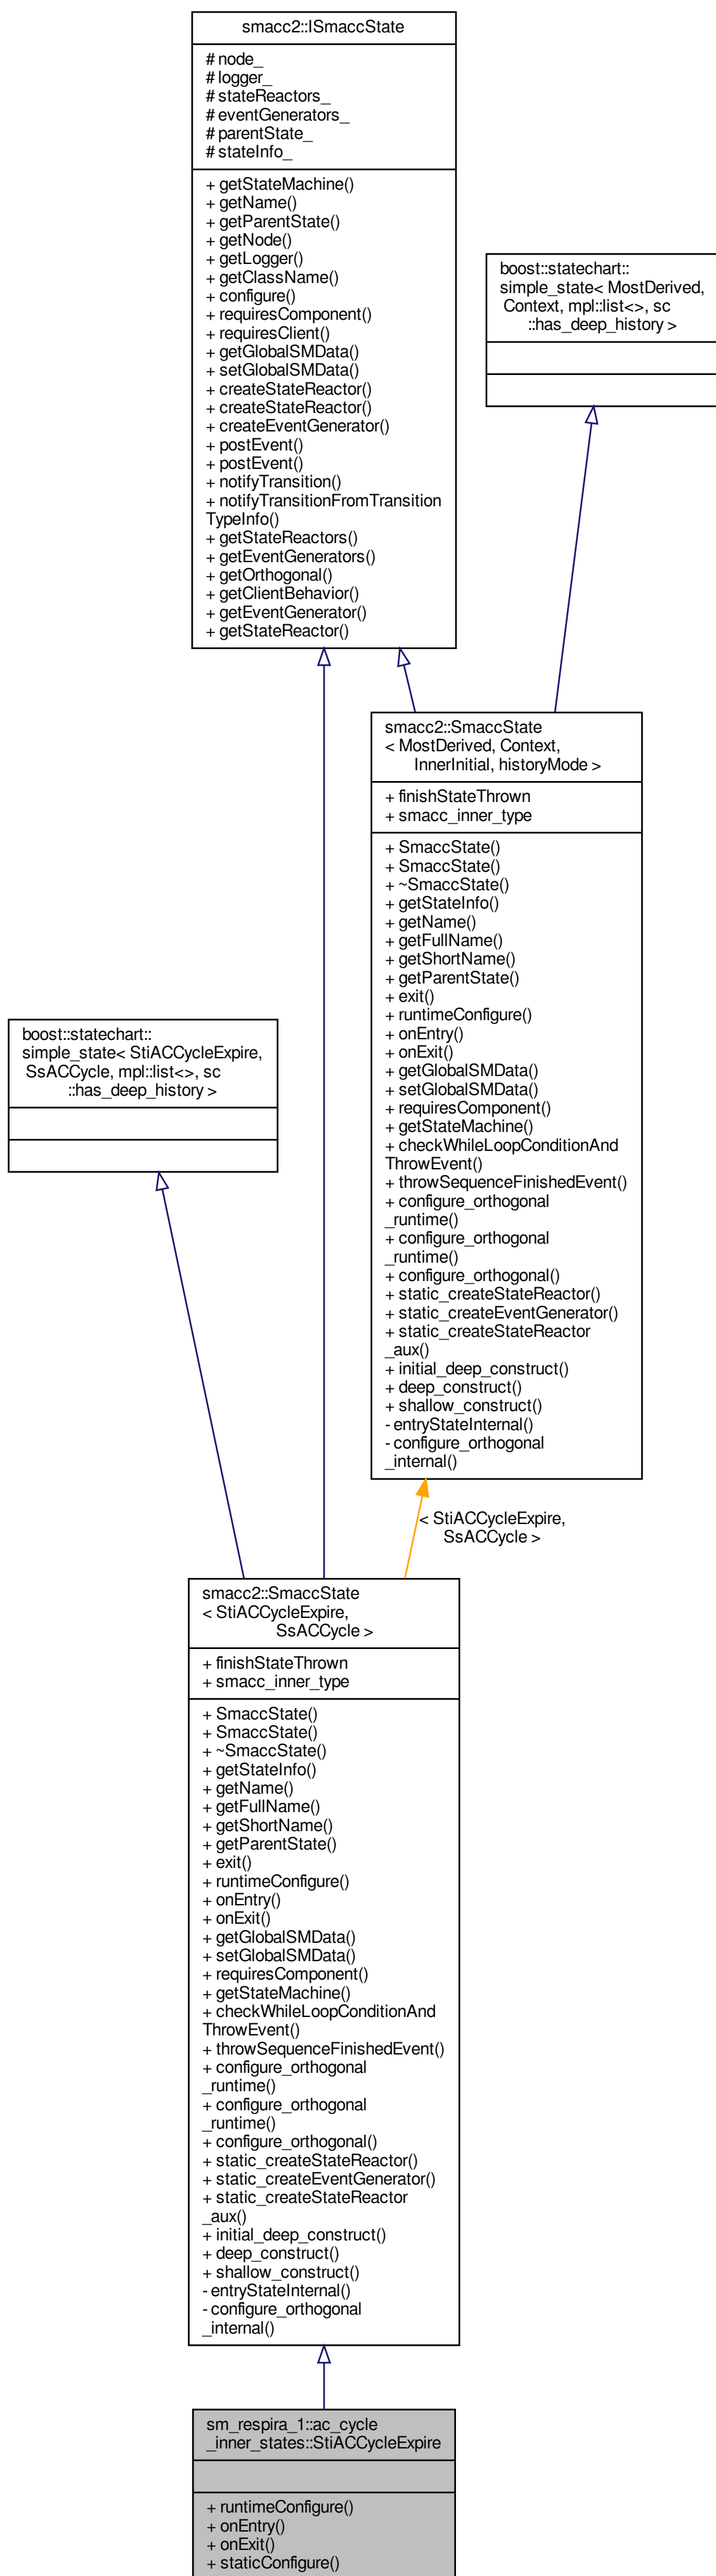 smacc2::ISmaccState
# node_
# logger_
# stateReactors_
# eventGenerators_
# parentState_
# stateInfo_
+ getStateMachine()
+ getName()
+ getParentState()
+ getNode()
+ getLogger()
+ getClassName()
+ configure()
+ requiresComponent()
+ requiresClient()
+ getGlobalSMData()
+ setGlobalSMData()
+ createStateReactor()
+ createStateReactor()
+ createEventGenerator()
+ postEvent()
+ postEvent()
+ notifyTransition()
+ notifyTransitionFromTransition
TypeInfo()
+ getStateReactors()
+ getEventGenerators()
+ getOrthogonal()
+ getClientBehavior()
+ getEventGenerator()
+ getStateReactor()
boost::statechart::
simple_state< MostDerived,
Context, mpl::list<>, sc
::has_deep_history >
smacc2::SmaccState
< MostDerived, Context,
InnerInitial, historyMode >
+ finishStateThrown
+ smacc_inner_type
+ SmaccState()
+ SmaccState()
+ ~SmaccState()
+ getStateInfo()
+ getName()
+ getFullName()
+ getShortName()
+ getParentState()
+ exit()
+ runtimeConfigure()
+ onEntry()
+ onExit()
+ getGlobalSMData()
+ setGlobalSMData()
+ requiresComponent()
+ getStateMachine()
+ checkWhileLoopConditionAnd
ThrowEvent()
+ throwSequenceFinishedEvent()
+ configure_orthogonal
_runtime()
+ configure_orthogonal
_runtime()
+ configure_orthogonal()
+ static_createStateReactor()
+ static_createEventGenerator()
+ static_createStateReactor
_aux()
+ initial_deep_construct()
+ deep_construct()
+ shallow_construct()
- entryStateInternal()
- configure_orthogonal
_internal()
boost::statechart::
simple_state< StiACCycleExpire,
SsACCycle, mpl::list<>, sc
::has_deep_history >
< StiACCycleExpire,
SsACCycle >
smacc2::SmaccState
< StiACCycleExpire,
SsACCycle >
+ finishStateThrown
+ smacc_inner_type
+ SmaccState()
+ SmaccState()
+ ~SmaccState()
+ getStateInfo()
+ getName()
+ getFullName()
+ getShortName()
+ getParentState()
+ exit()
+ runtimeConfigure()
+ onEntry()
+ onExit()
+ getGlobalSMData()
+ setGlobalSMData()
+ requiresComponent()
+ getStateMachine()
+ checkWhileLoopConditionAnd
ThrowEvent()
+ throwSequenceFinishedEvent()
+ configure_orthogonal
_runtime()
+ configure_orthogonal
_runtime()
+ configure_orthogonal()
+ static_createStateReactor()
+ static_createEventGenerator()
+ static_createStateReactor
_aux()
+ initial_deep_construct()
+ deep_construct()
+ shallow_construct()
- entryStateInternal()
- configure_orthogonal
_internal()
sm_respira_1::ac_cycle
_inner_states::StiACCycleExpire
+ runtimeConfigure()
+ onEntry()
+ onExit()
+ staticConfigure()